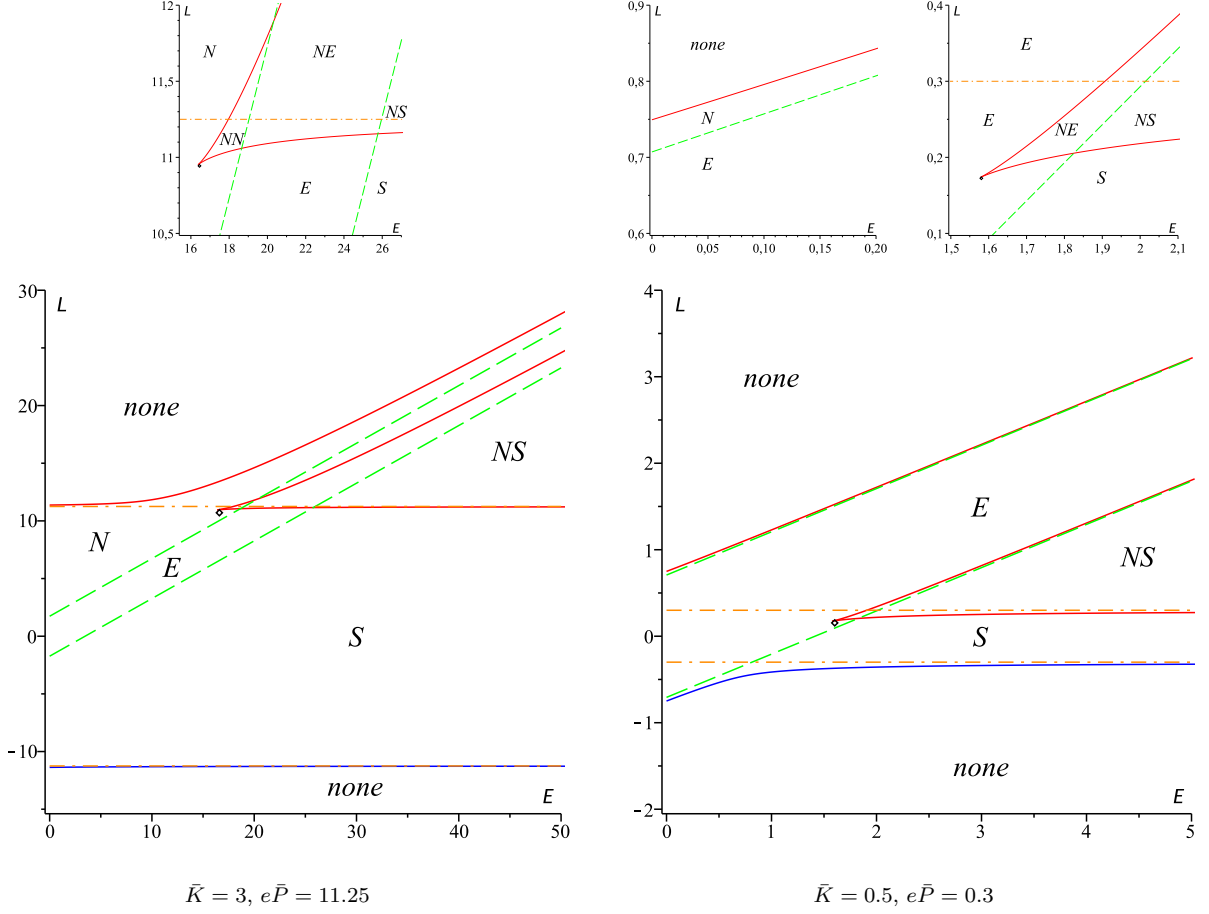 12 L
11,5
11
10,5
N NE
NS
NN
E S
16 18 20 22 24 26 E
0,9 L
0,8
0,7
0,6
none
N
E
0 0,05 0,10 0,15 0,20 E
0,4 L
0,3
0,2
0,1
E
E NE NS
S
1,5 1,6 1,7 1,8 1,9 2 2,1 E
30 L
20
10
0
−10
none
NS
N
E
S
none
0 10 20 30 40 50 E
K̄ = 3, eP̄ = 11.25
4 L
3
2
1
0
−1
−2
none
E
NS
S
none
0 1 2 3 4 5 E
K̄ = 0.5, eP̄ = 0.3